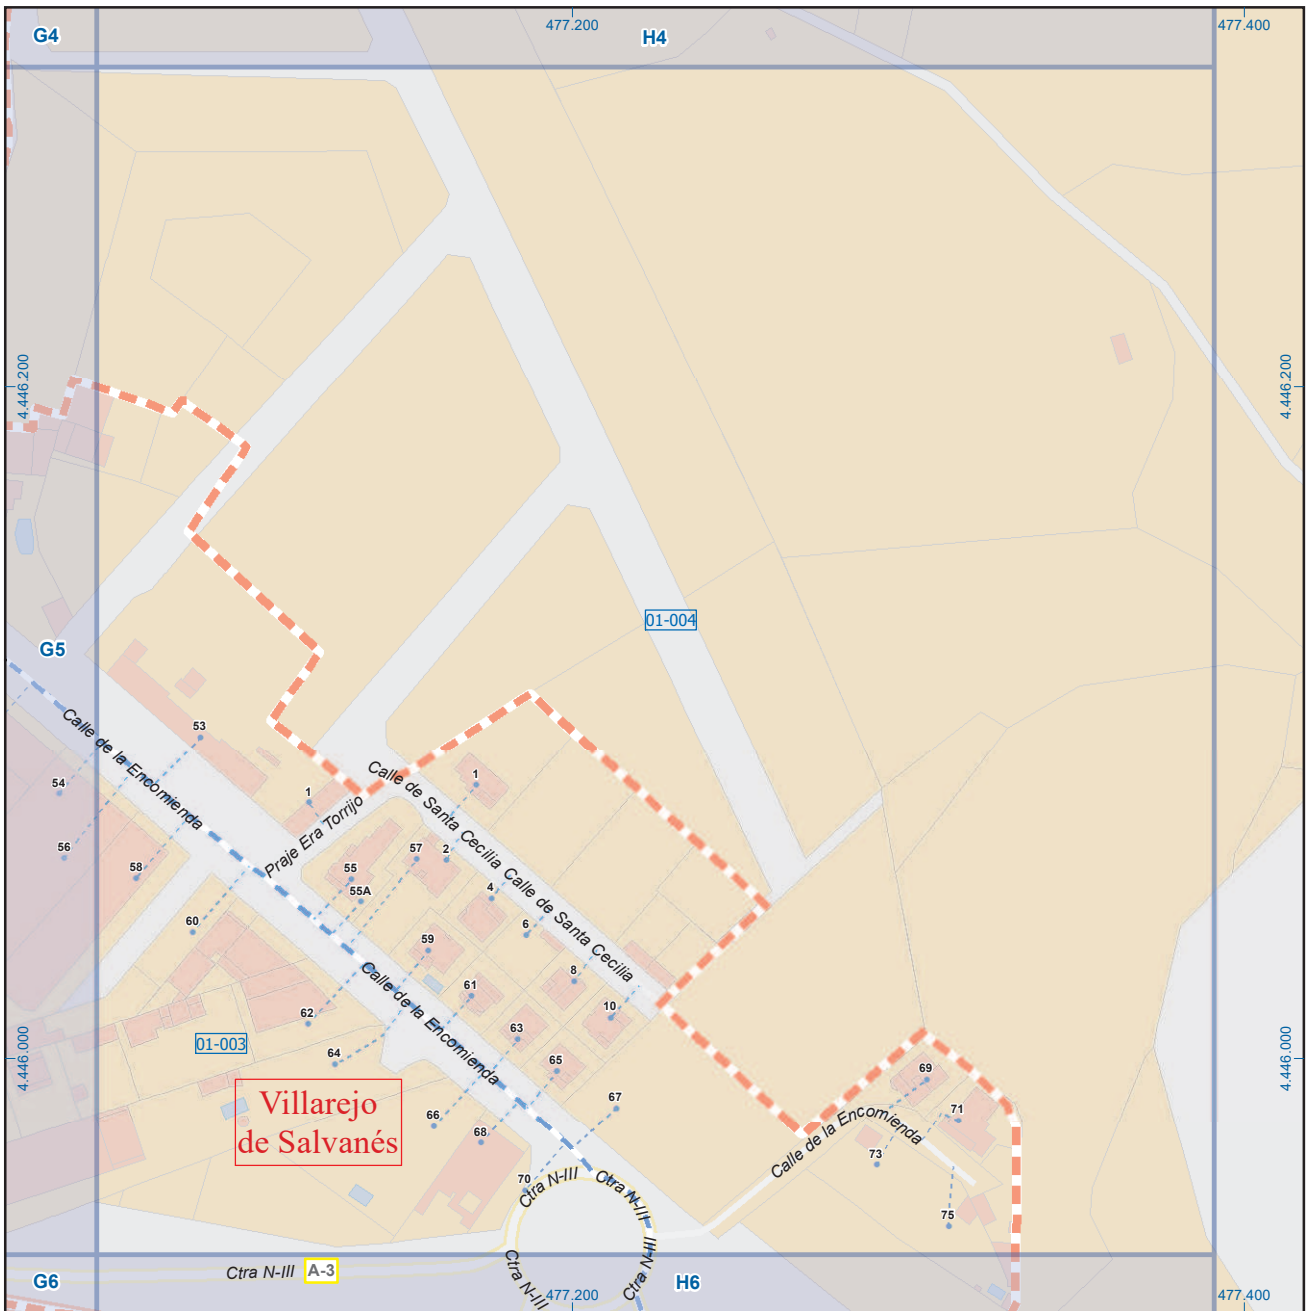 G4
477.200
H4
477.400
4.446.200
4.446.200
01-004
G5
Calle de la Encomienda
53
54
56
58
1
Praje Era Torrijo
Calle de Santa Cecilia
Calle de Santa Cecilia
1
2
57
55
55A
4
6
8
10
60
59
61
63
65
67
62
64
66
68
70
Calle de la Encomienda
01-003
4.446.000
4.446.000
Villarejo
de Salvanés
69
71
73
75
Calle de la Encomienda
Ctra N-III
Ctra N-III
Ctra N-III
Ctra N-III
Ctra N-III
A-3
G6
477.200
H6
477.400